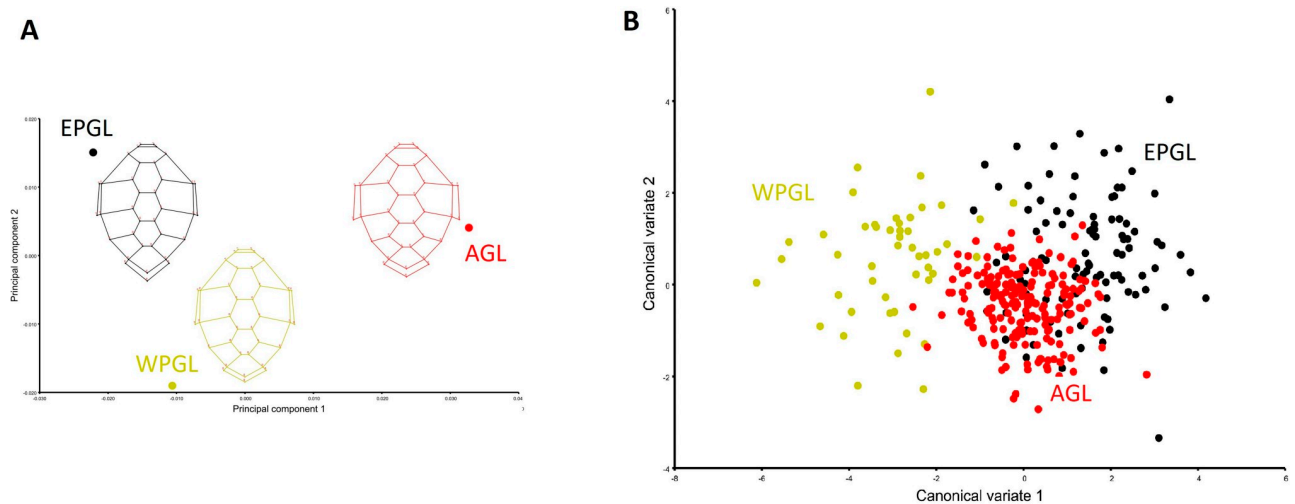 A
EPGL
AGL
WPGL
Principal component 2
0.020
0.010
0.000
-0.010
-0.020
-0.030
-0.020
-0.010
0.000
0.010
0.020
0.030
0.04
Principal component 1
B
WPGL
EPGL
AGL
Canonical variate 2
6
4
2
0
-2
-4
-8
-6
-4
-2
0
2
4
6
Canonical variate 1